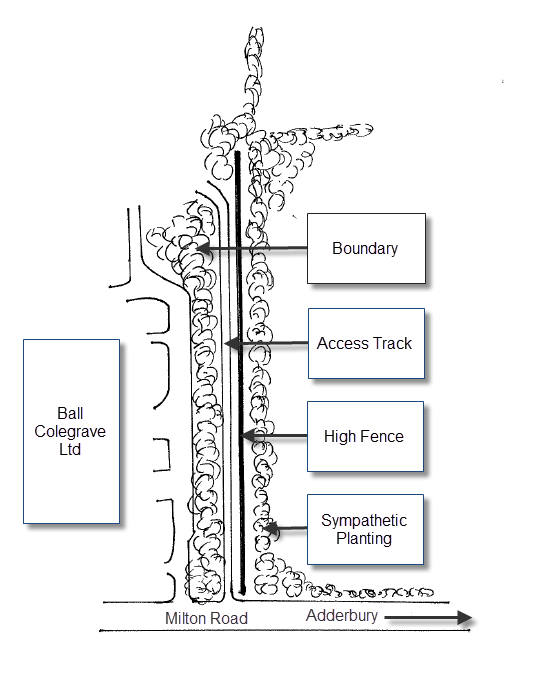 Boundary
Access Track
Ball
Colegrave
Ltd
High Fence
Sympathetic
Planting
Milton Road
Adderbury